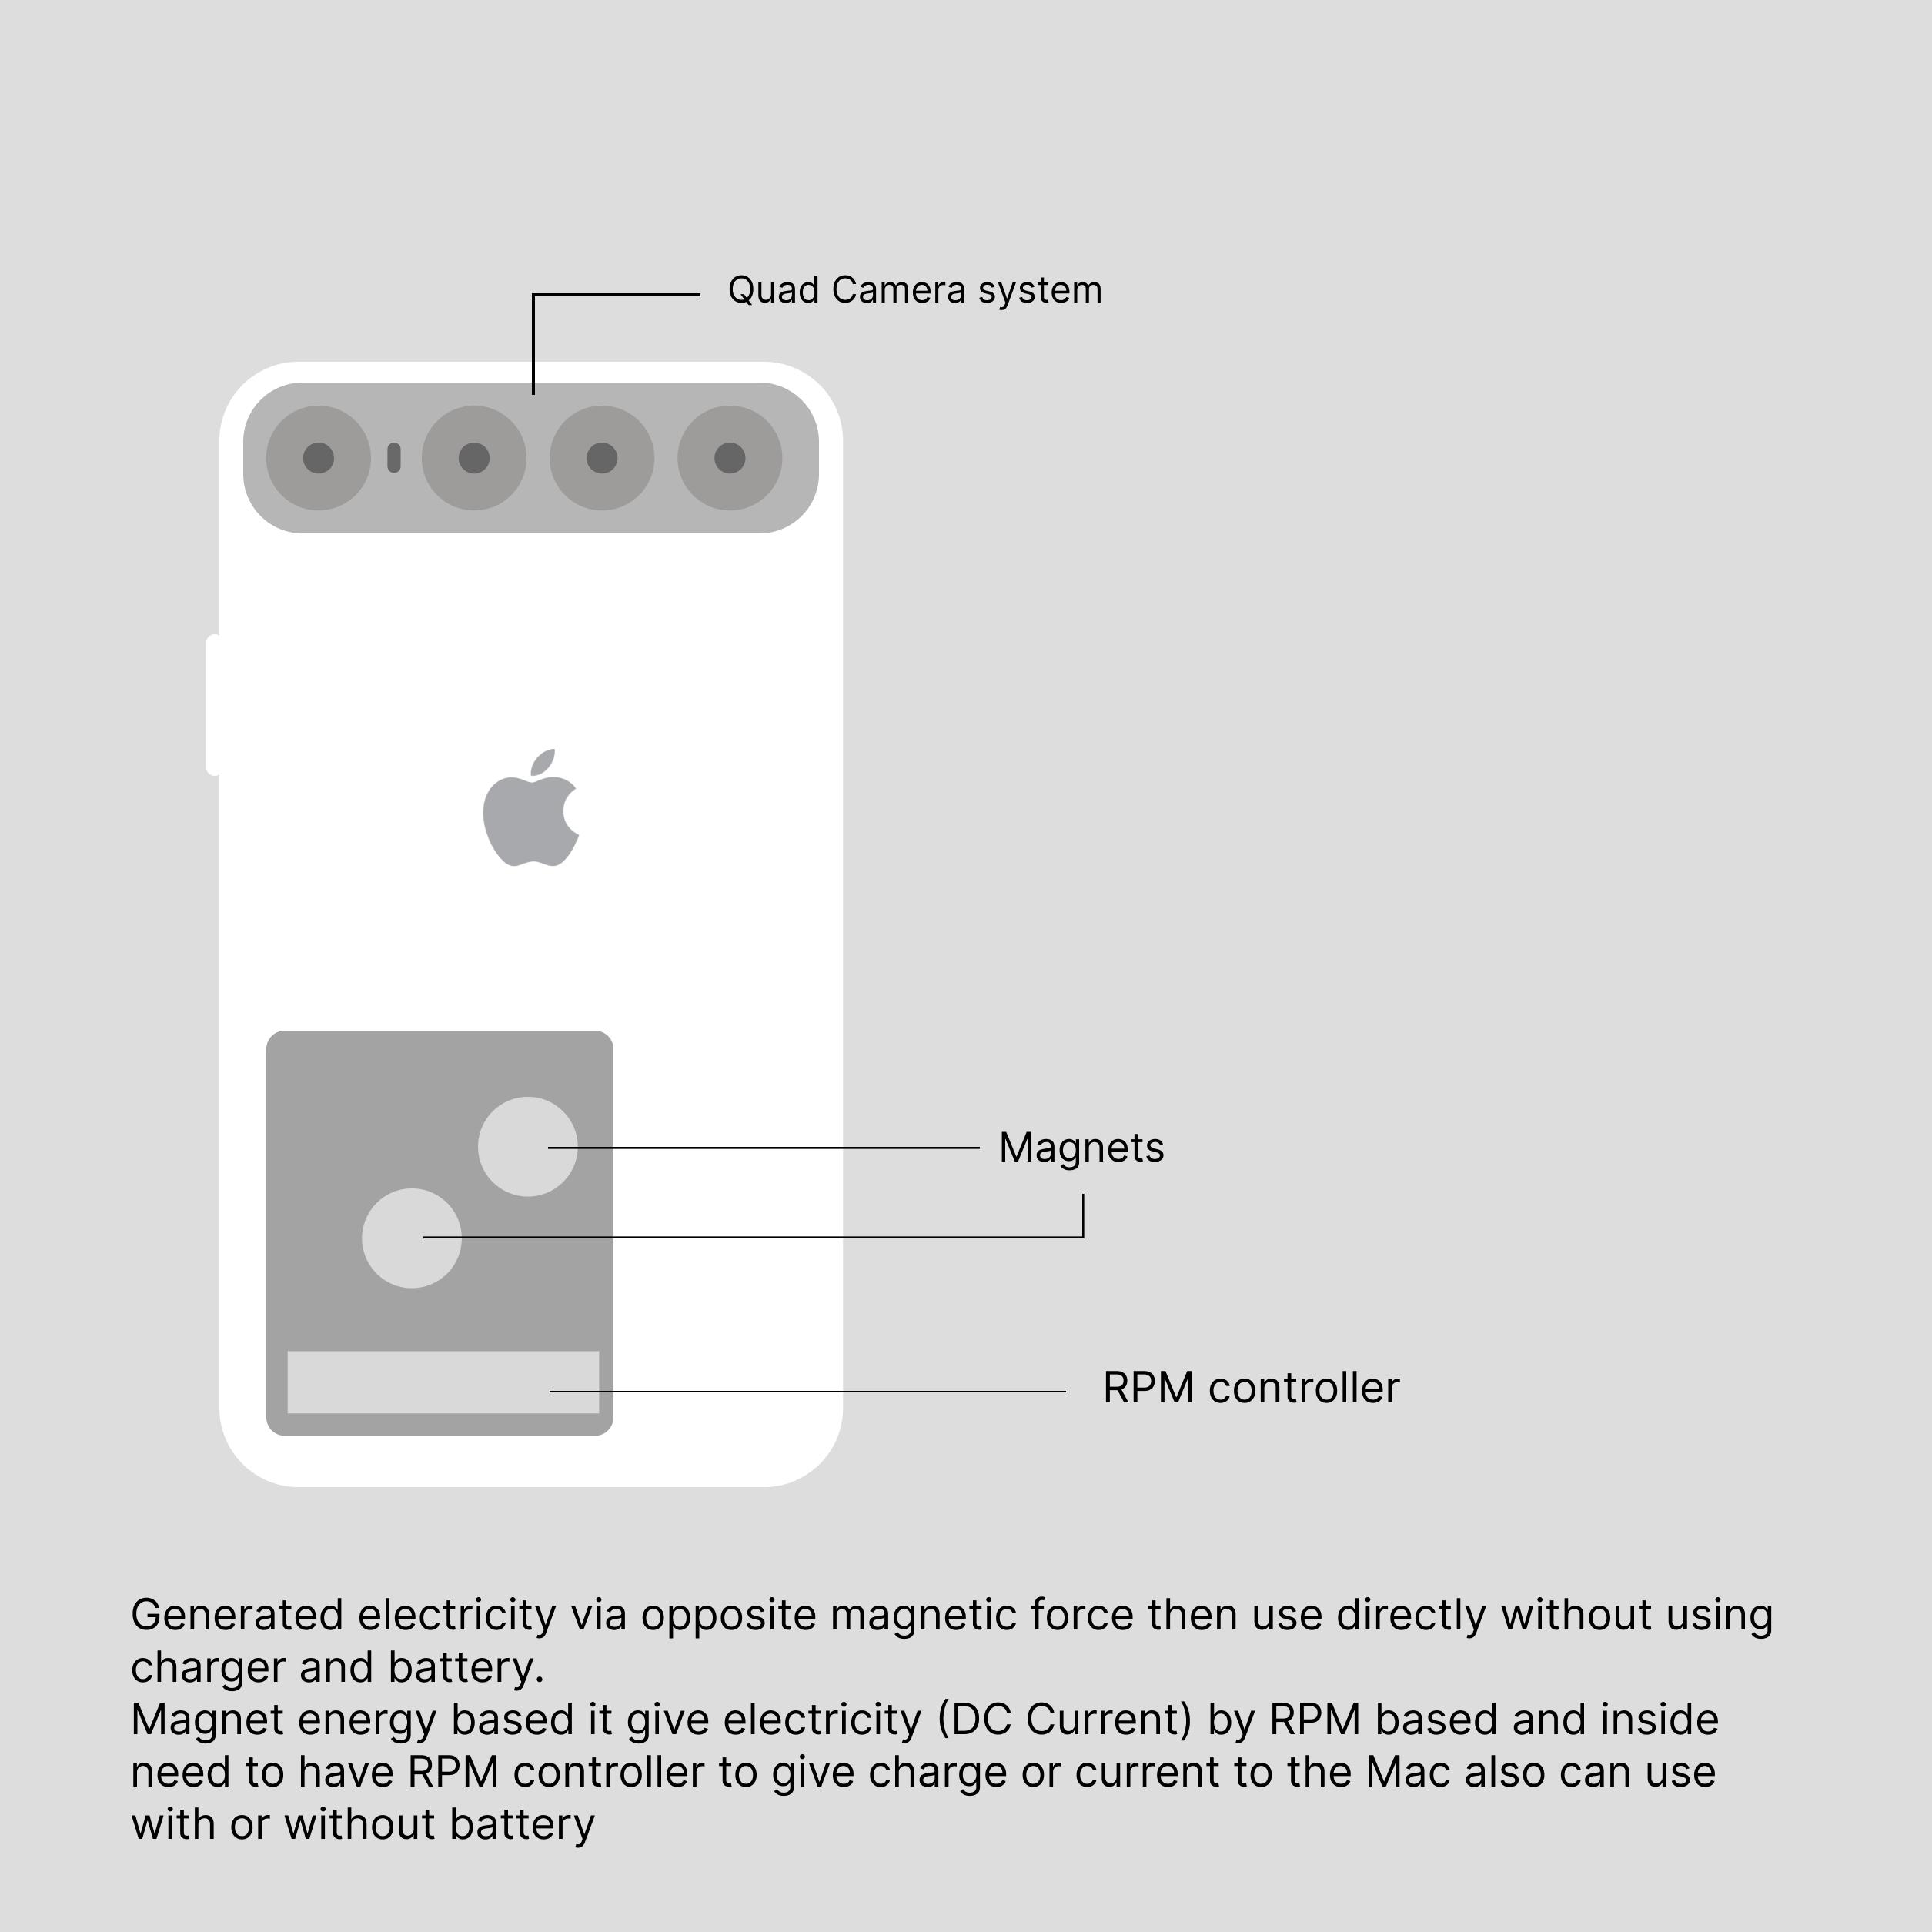 Quad Camera system
Magnets
RPM controller
Generated electricity via opposite magnetic force then use directly without using
charger and battery.
Magnet energy based it give electricity (DC Current) by RPM based and inside
need to have RPM controller to give charge or current to the Mac also can use
with or without battery